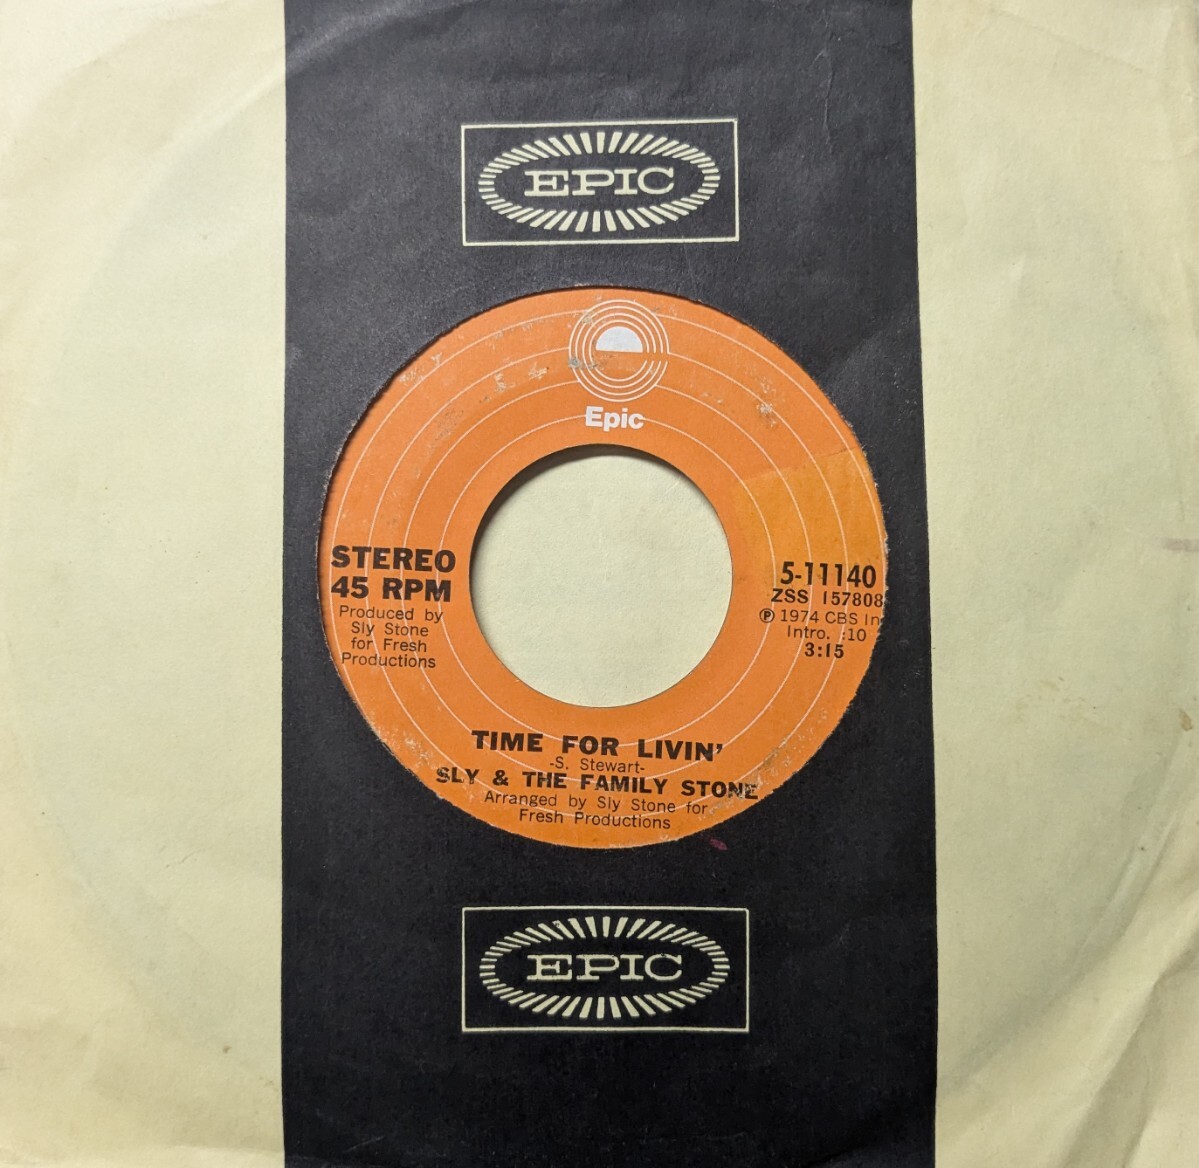 EPIC
Epic
STEREO
45 RPM
Produced by
Sly Stone
for Fresh
Productions
5-11140
ZSS 157808
Ⓟ 1974 CBS In
Intro. :10
3:15
TIME FOR LIVIN'
-S. Stewart-
SLY & THE FAMILY STONE
Arranged by Sly Stone for
Fresh Productions
EPIC